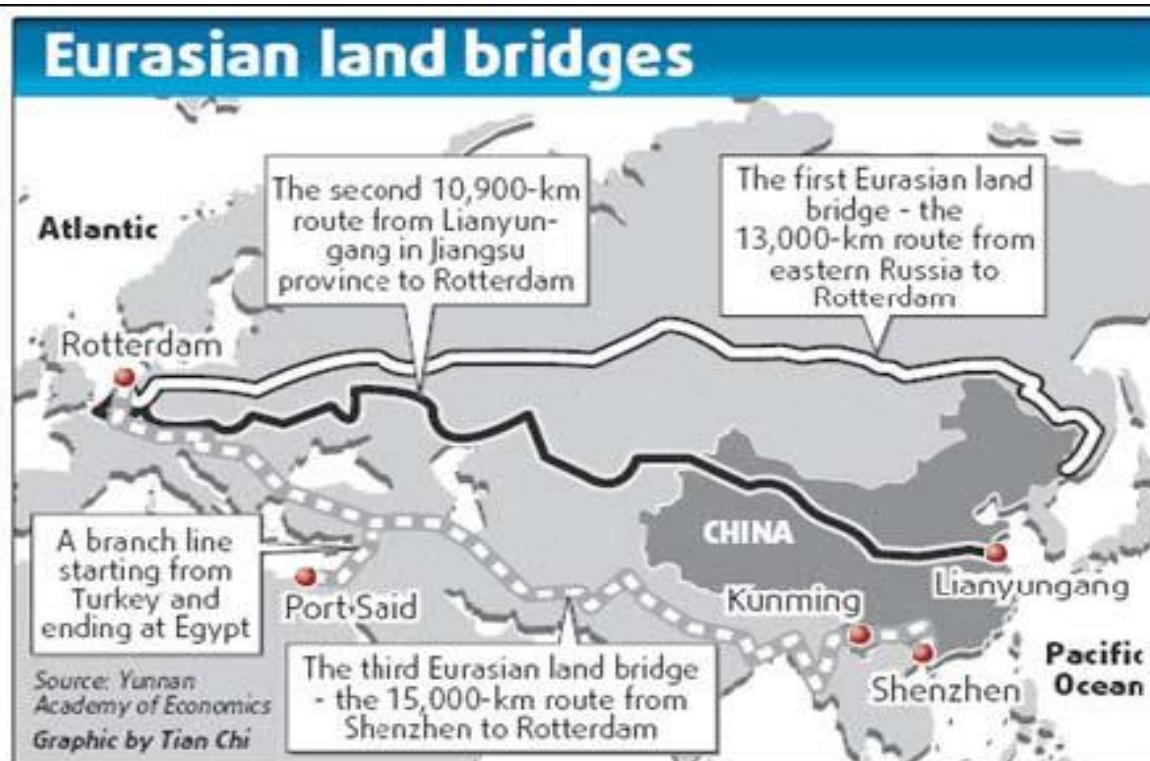 Eurasian land bridges
Atlantic
The second 10,900-km
route from Lianyun-
gang in Jiangsu
province to Rotterdam
The first Eurasian land
bridge - the
13,000-km route from
eastern Russia to
Rotterdam
Rotterdam
CHINA
Lianyungang
Kunming
Shenzhen
Pacific
Ocean
A branch line
starting from
Turkey and
ending at Egypt
Port Said
The third Eurasian land bridge
- the 15,000-km route from
Shenzhen to Rotterdam
Source: Yunnan
Academy of Economics
Graphic by Tian Chi